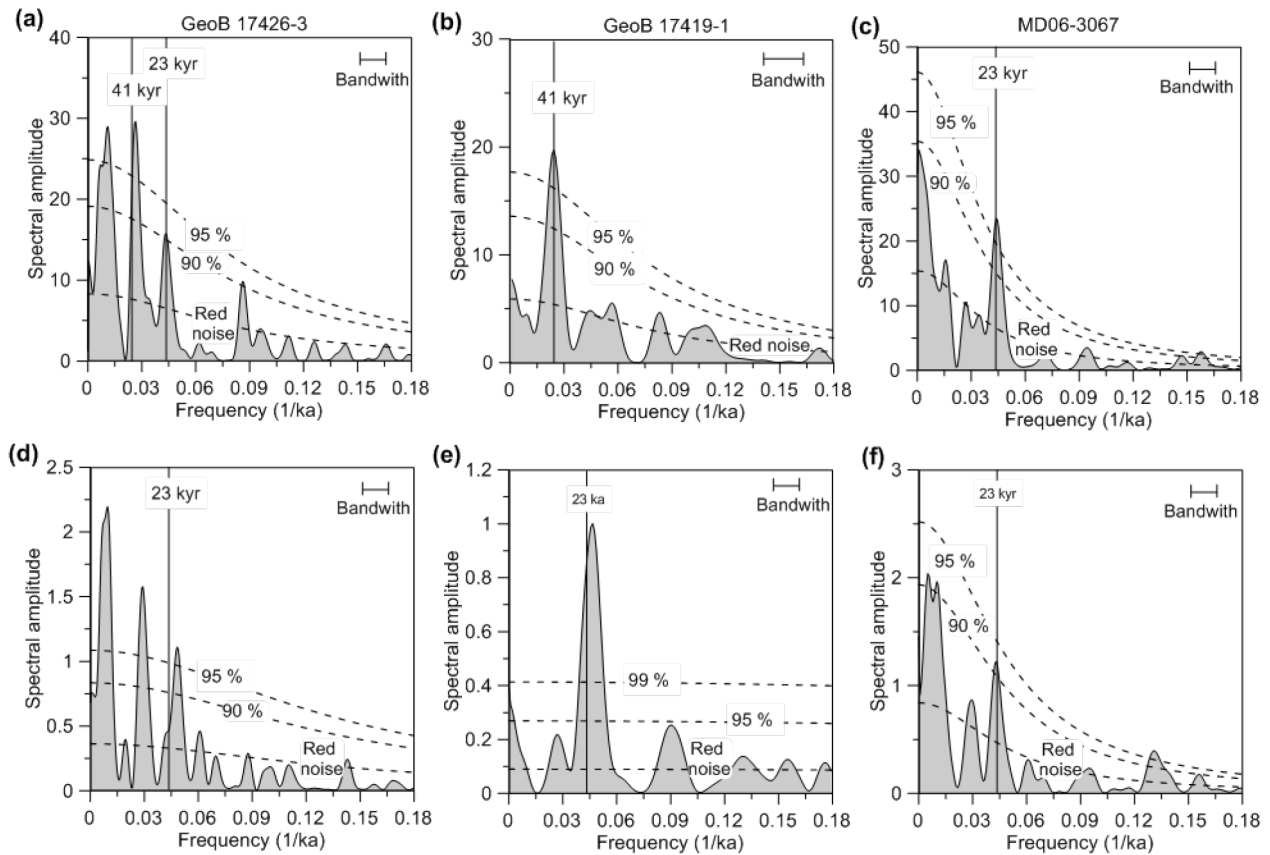 (a)
GeoB 17426-3
40
30
20
10
0
Spectral amplitude
23 kyr
41 kyr
Bandwith
95 %
90 %
Red
noise
0 0.03 0.06 0.09 0.12 0.15 0.18
Frequency (1/ka)
(b)
GeoB 17419-1
30
20
10
0
Spectral amplitude
41 kyr
Bandwith
95 %
90 %
Red noise
0 0.03 0.06 0.09 0.12 0.15 0.18
Frequency (1/ka)
(c)
MD06-3067
50
40
30
20
10
0
Spectral amplitude
23 kyr
Bandwith
95 %
90 %
Red
noise
0 0.03 0.06 0.09 0.12 0.15 0.18
Frequency (1/ka)
(d)
2.5
2
1.5
1
0.5
0
Spectral amplitude
23 kyr
Bandwith
95 %
90 %
Red
noise
0 0.03 0.06 0.09 0.12 0.15 0.18
Frequency (1/ka)
(e)
1.2
1
0.8
0.6
0.4
0.2
0
Spectral amplitude
23 ka
Bandwith
99 %
95 %
Red
noise
0 0.03 0.06 0.09 0.12 0.15 0.18
Frequency (1/ka)
(f)
3
2
1
0
Spectral amplitude
23 kyr
Bandwith
95 %
90 %
Red
noise
0 0.03 0.06 0.09 0.12 0.15 0.18
Frequency (1/ka)